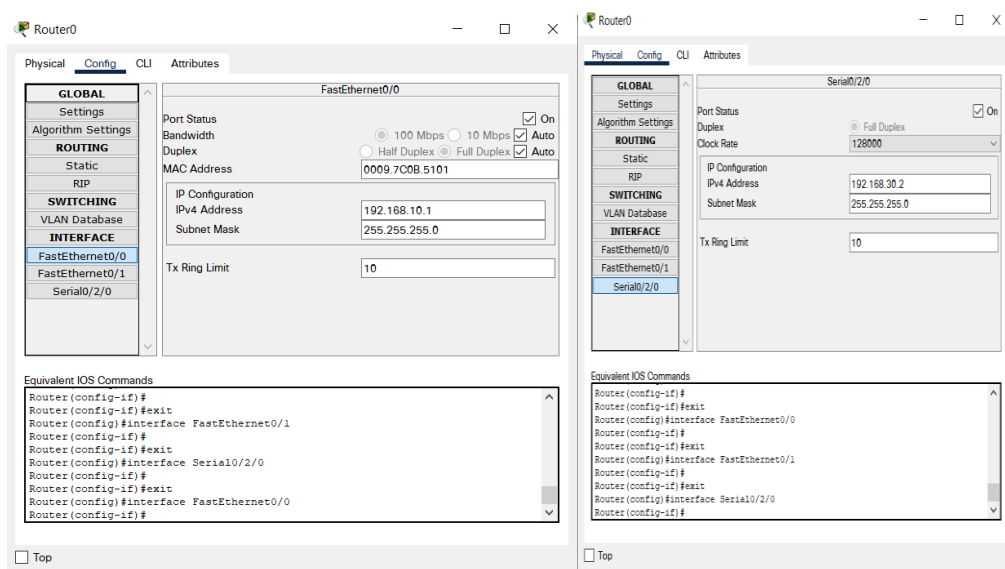 Router0
Physical Config CLI Attributes
GLOBAL
Settings
Algorithm Settings
ROUTING
Static
RIP
SWITCHING
VLAN Database
INTERFACE
FastEthernet0/0
FastEthernet0/1
Serial0/2/0
FastEthernet0/0
Port Status On
Bandwidth 100 Mbps 10 Mbps Auto
Duplex Half Duplex Full Duplex Auto
MAC Address 0009.7C0B.5101
IP Configuration
IPv4 Address 192.168.10.1
Subnet Mask 255.255.255.0
Tx Ring Limit 10
Equivalent IOS Commands
Router(config-if)#
Router(config-if)#exit
Router(config)#interface FastEthernet0/1
Router(config-if)#
Router(config-if)#exit
Router(config)#interface Serial0/2/0
Router(config-if)#
Router(config-if)#exit
Router(config)#interface FastEthernet0/0
Router(config-if)#
Top
Router0
Physical Config CLI Attributes
GLOBAL
Settings
Algorithm Settings
ROUTING
Static
RIP
SWITCHING
VLAN Database
INTERFACE
FastEthernet0/0
FastEthernet0/1
Serial0/2/0
Serial0/2/0
Port Status On
Duplex Full Duplex
Clock Rate 128000
IP Configuration
IPv4 Address 192.168.30.2
Subnet Mask 255.255.255.0
Tx Ring Limit 10
Equivalent IOS Commands
Router(config-if)#
Router(config-if)#exit
Router(config)#interface FastEthernet0/0
Router(config-if)#
Router(config-if)#exit
Router(config)#interface FastEthernet0/1
Router(config-if)#
Router(config-if)#exit
Router(config)#interface Serial0/2/0
Router(config-if)#
Top